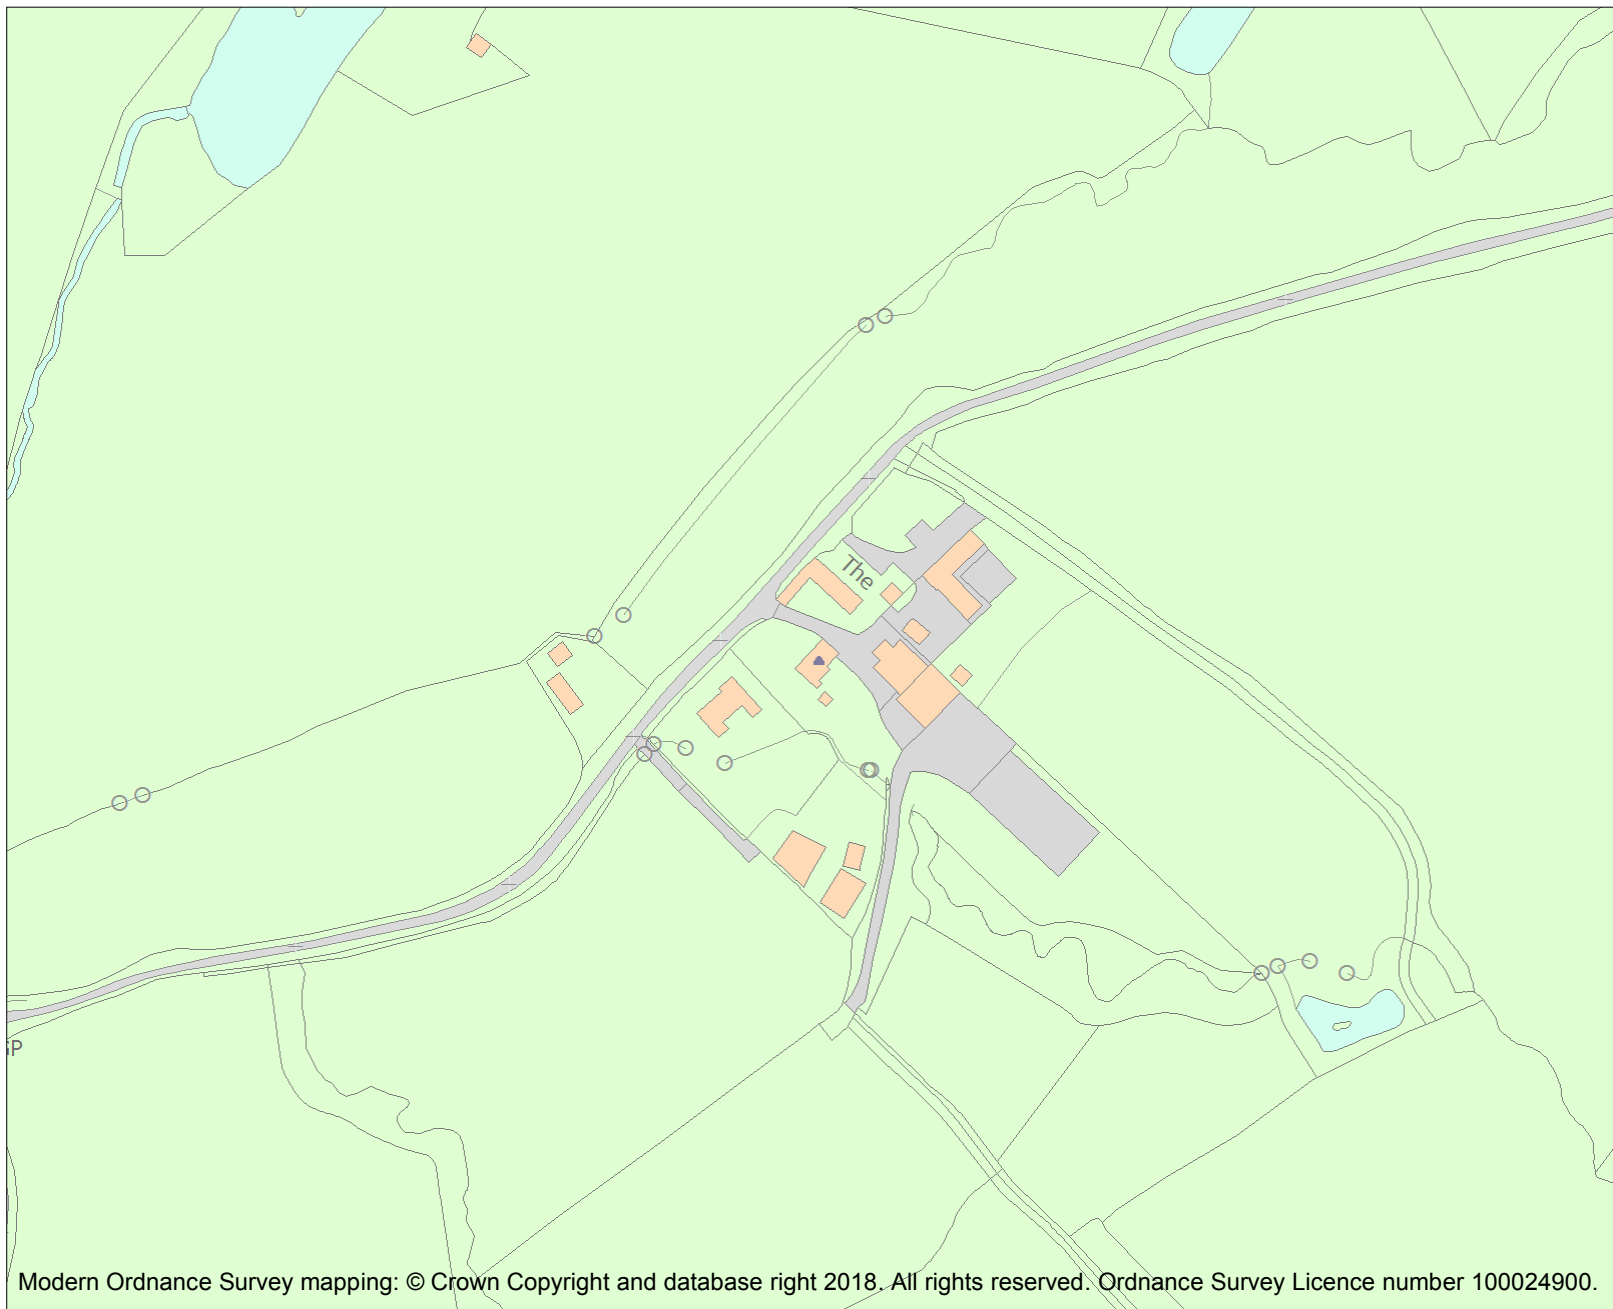 The
Modern Ordnance Survey mapping: © Crown Copyright and database right 2018. All rights reserved. Ordnance Survey Licence number 100024900.